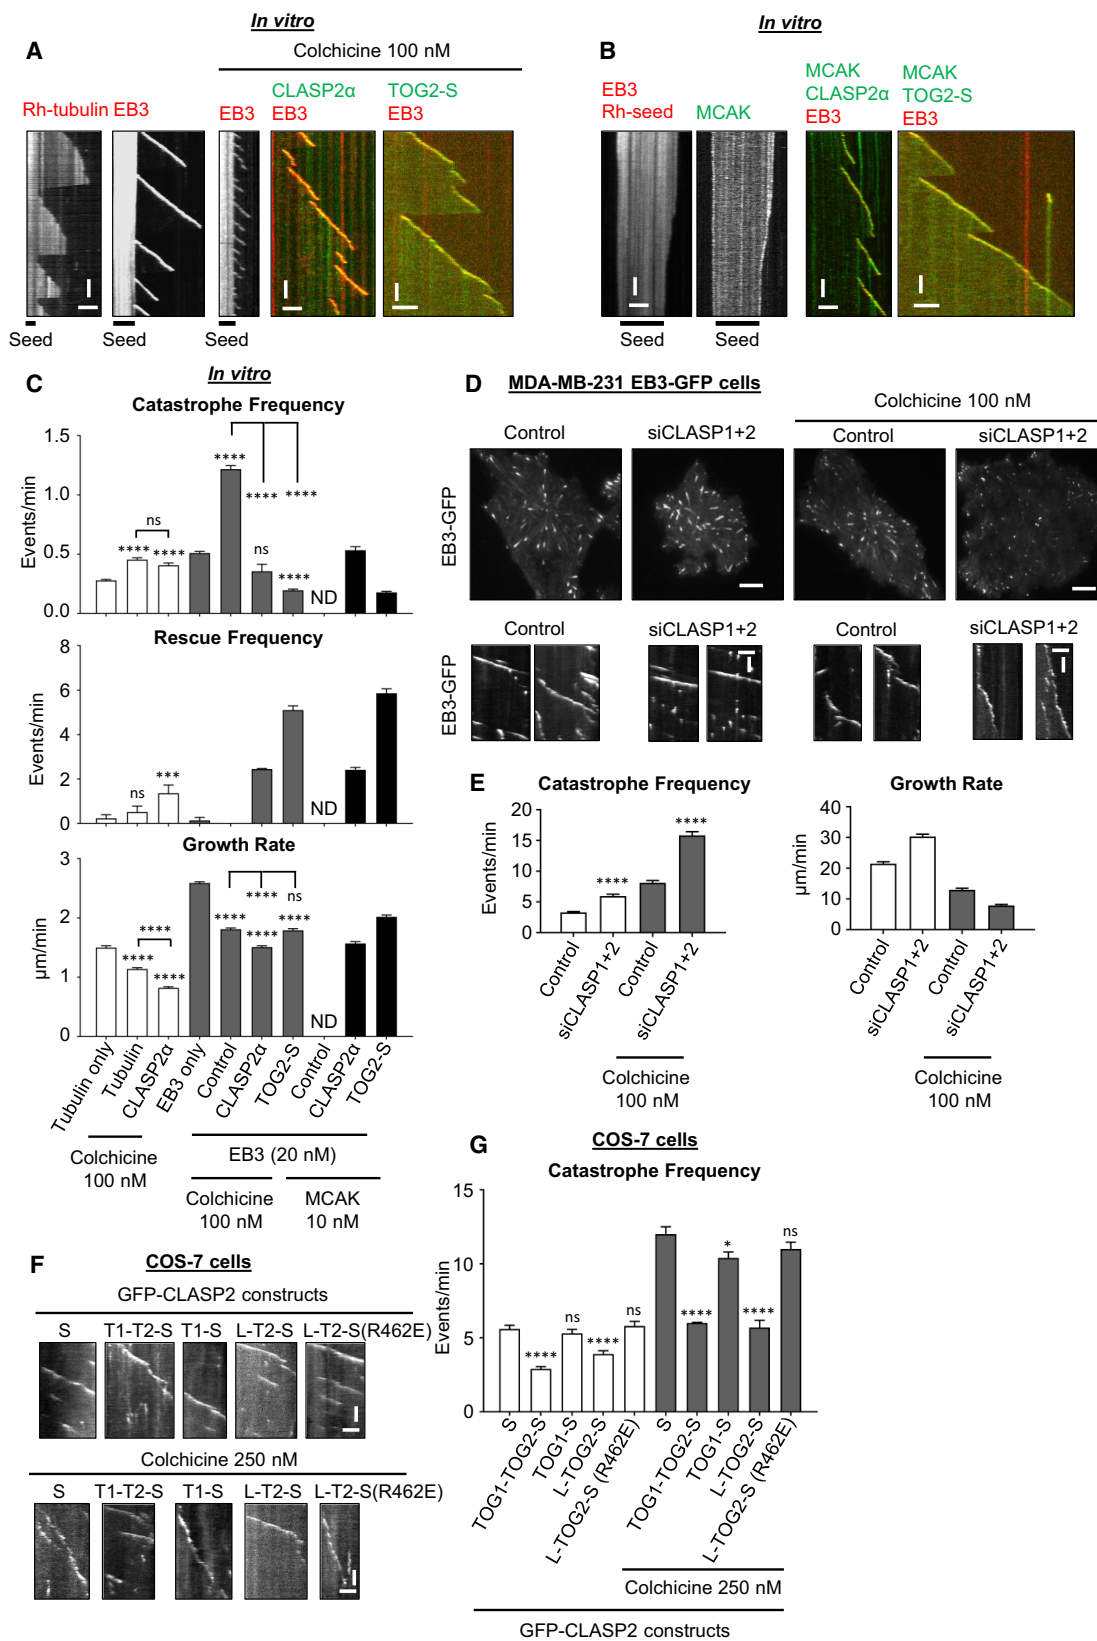 In vitro
A
Colchicine 100 nM
Rh-tubulin EB3
EB3
CLASP2α
EB3
TOG2-S
EB3
Seed
Seed
Seed
In vitro
B
EB3
Rh-seed
MCAK
MCAK
CLASP2α
EB3
MCAK
TOG2-S
EB3
Seed
Seed
C
In vitro
Catastrophe Frequency
Events/min
1.5
1.0
0.5
0.0
****
****
ns
****
****
****
ns
****
ND
Rescue Frequency
Events/min
8
6
4
2
0
ns
***
ND
Growth Rate
µm/min
3
2
1
0
****
****
****
****
****
****
ns
ND
Tubulin only
Tubulin
CLASP2α
EB3 only
Control
CLASP2α
TOG2-S
Control
CLASP2α
TOG2-S
Colchicine
100 nM
EB3 (20 nM)
Colchicine
100 nM
MCAK
10 nM
D
MDA-MB-231 EB3-GFP cells
Colchicine 100 nM
Control
siCLASP1+2
Control
siCLASP1+2
EB3-GFP
Control
siCLASP1+2
Control
siCLASP1+2
EB3-GFP
E
Catastrophe Frequency
Events/min
20
15
10
5
0
****
****
Control
siCLASP1+2
Control
siCLASP1+2
Colchicine
100 nM
Growth Rate
µm/min
40
30
20
10
0
Control
siCLASP1+2
Control
siCLASP1+2
Colchicine
100 nM
F
COS-7 cells
GFP-CLASP2 constructs
S
T1-T2-S
T1-S
L-T2-S
L-T2-S(R462E)
Colchicine 250 nM
S
T1-T2-S
T1-S
L-T2-S
L-T2-S(R462E)
G
COS-7 cells
Catastrophe Frequency
Events/min
15
10
5
0
****
ns
****
ns
****
*
****
ns
S
TOG1-TOG2-S
TOG1-S
L-TOG2-S
L-TOG2-S (R462E)
S
TOG1-TOG2-S
TOG1-S
L-TOG2-S
L-TOG2-S (R462E)
Colchicine 250 nM
GFP-CLASP2 constructs